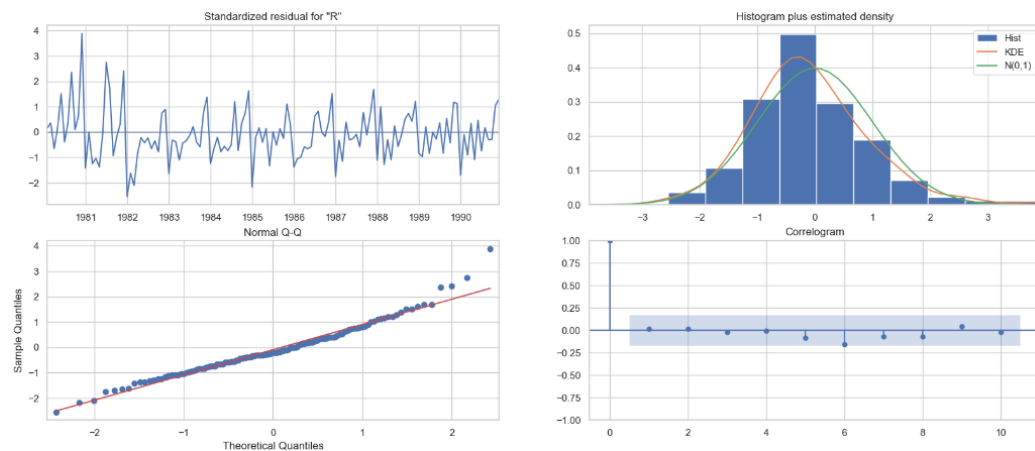 Standardized residual for "R"
4
3
2
1
0
−1
−2
1981 1982 1983 1984 1985 1986 1987 1988 1989 1990
Histogram plus estimated density
0.5
0.4
0.3
0.2
0.1
0.0
Hist
KDE
N(0,1)
−3 −2 −1 0 1 2 3
Normal Q-Q
Sample Quantiles
4
3
2
1
0
−1
−2
−2 −1 0 1 2
Theoretical Quantiles
Correlogram
1.00
0.75
0.50
0.25
0.00
−0.25
−0.50
−0.75
−1.00
0 2 4 6 8 10